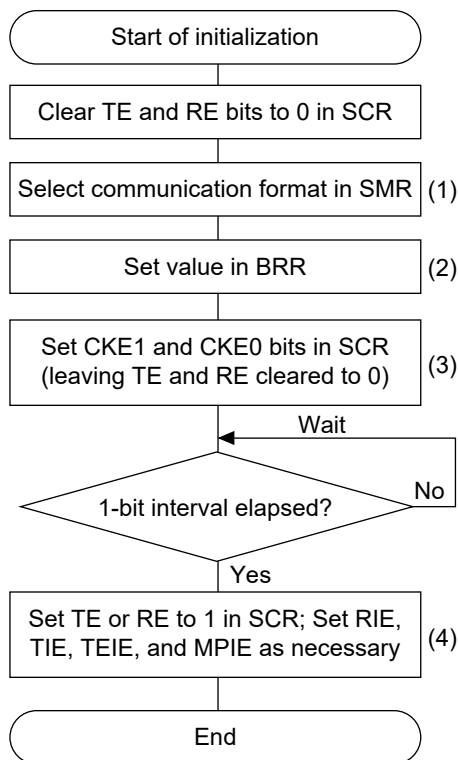 Start of initialization
Clear TE and RE bits to 0 in SCR
Select communication format in SMR
(1)
Set value in BRR
(2)
Set CKE1 and CKE0 bits in SCR
(leaving TE and RE cleared to 0)
(3)
Wait
1-bit interval elapsed?
No
Yes
Set TE or RE to 1 in SCR; Set RIE,
TIE, TEIE, and MPIE as necessary
(4)
End